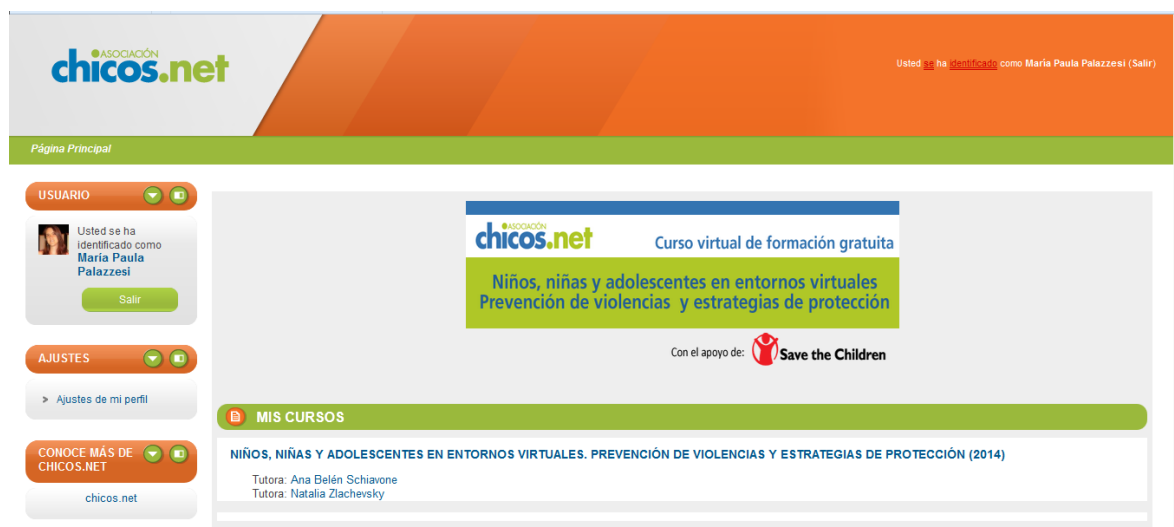 ASOCIACIÓN
chicos.net
Usted se ha identificado como María Paula Palazzesi (Salir)
Página Principal
USUARIO
Usted se ha
identificado como
María Paula
Palazzesi
Salir
AJUSTES
Ajustes de mi perfil
CONOCE MÁS DE
CHICOS.NET
chicos.net
ASOCIACIÓN
chicos.net
Curso virtual de formación gratuita
Niños, niñas y adolescentes en entornos virtuales
Prevención de violencias y estrategias de protección
Con el apoyo de: Save the Children
MIS CURSOS
NIÑOS, NIÑAS Y ADOLESCENTES EN ENTORNOS VIRTUALES. PREVENCIÓN DE VIOLENCIAS Y ESTRATEGIAS DE PROTECCIÓN (2014)
Tutora: Ana Belén Schiavone
Tutora: Natalia Zlachevsky